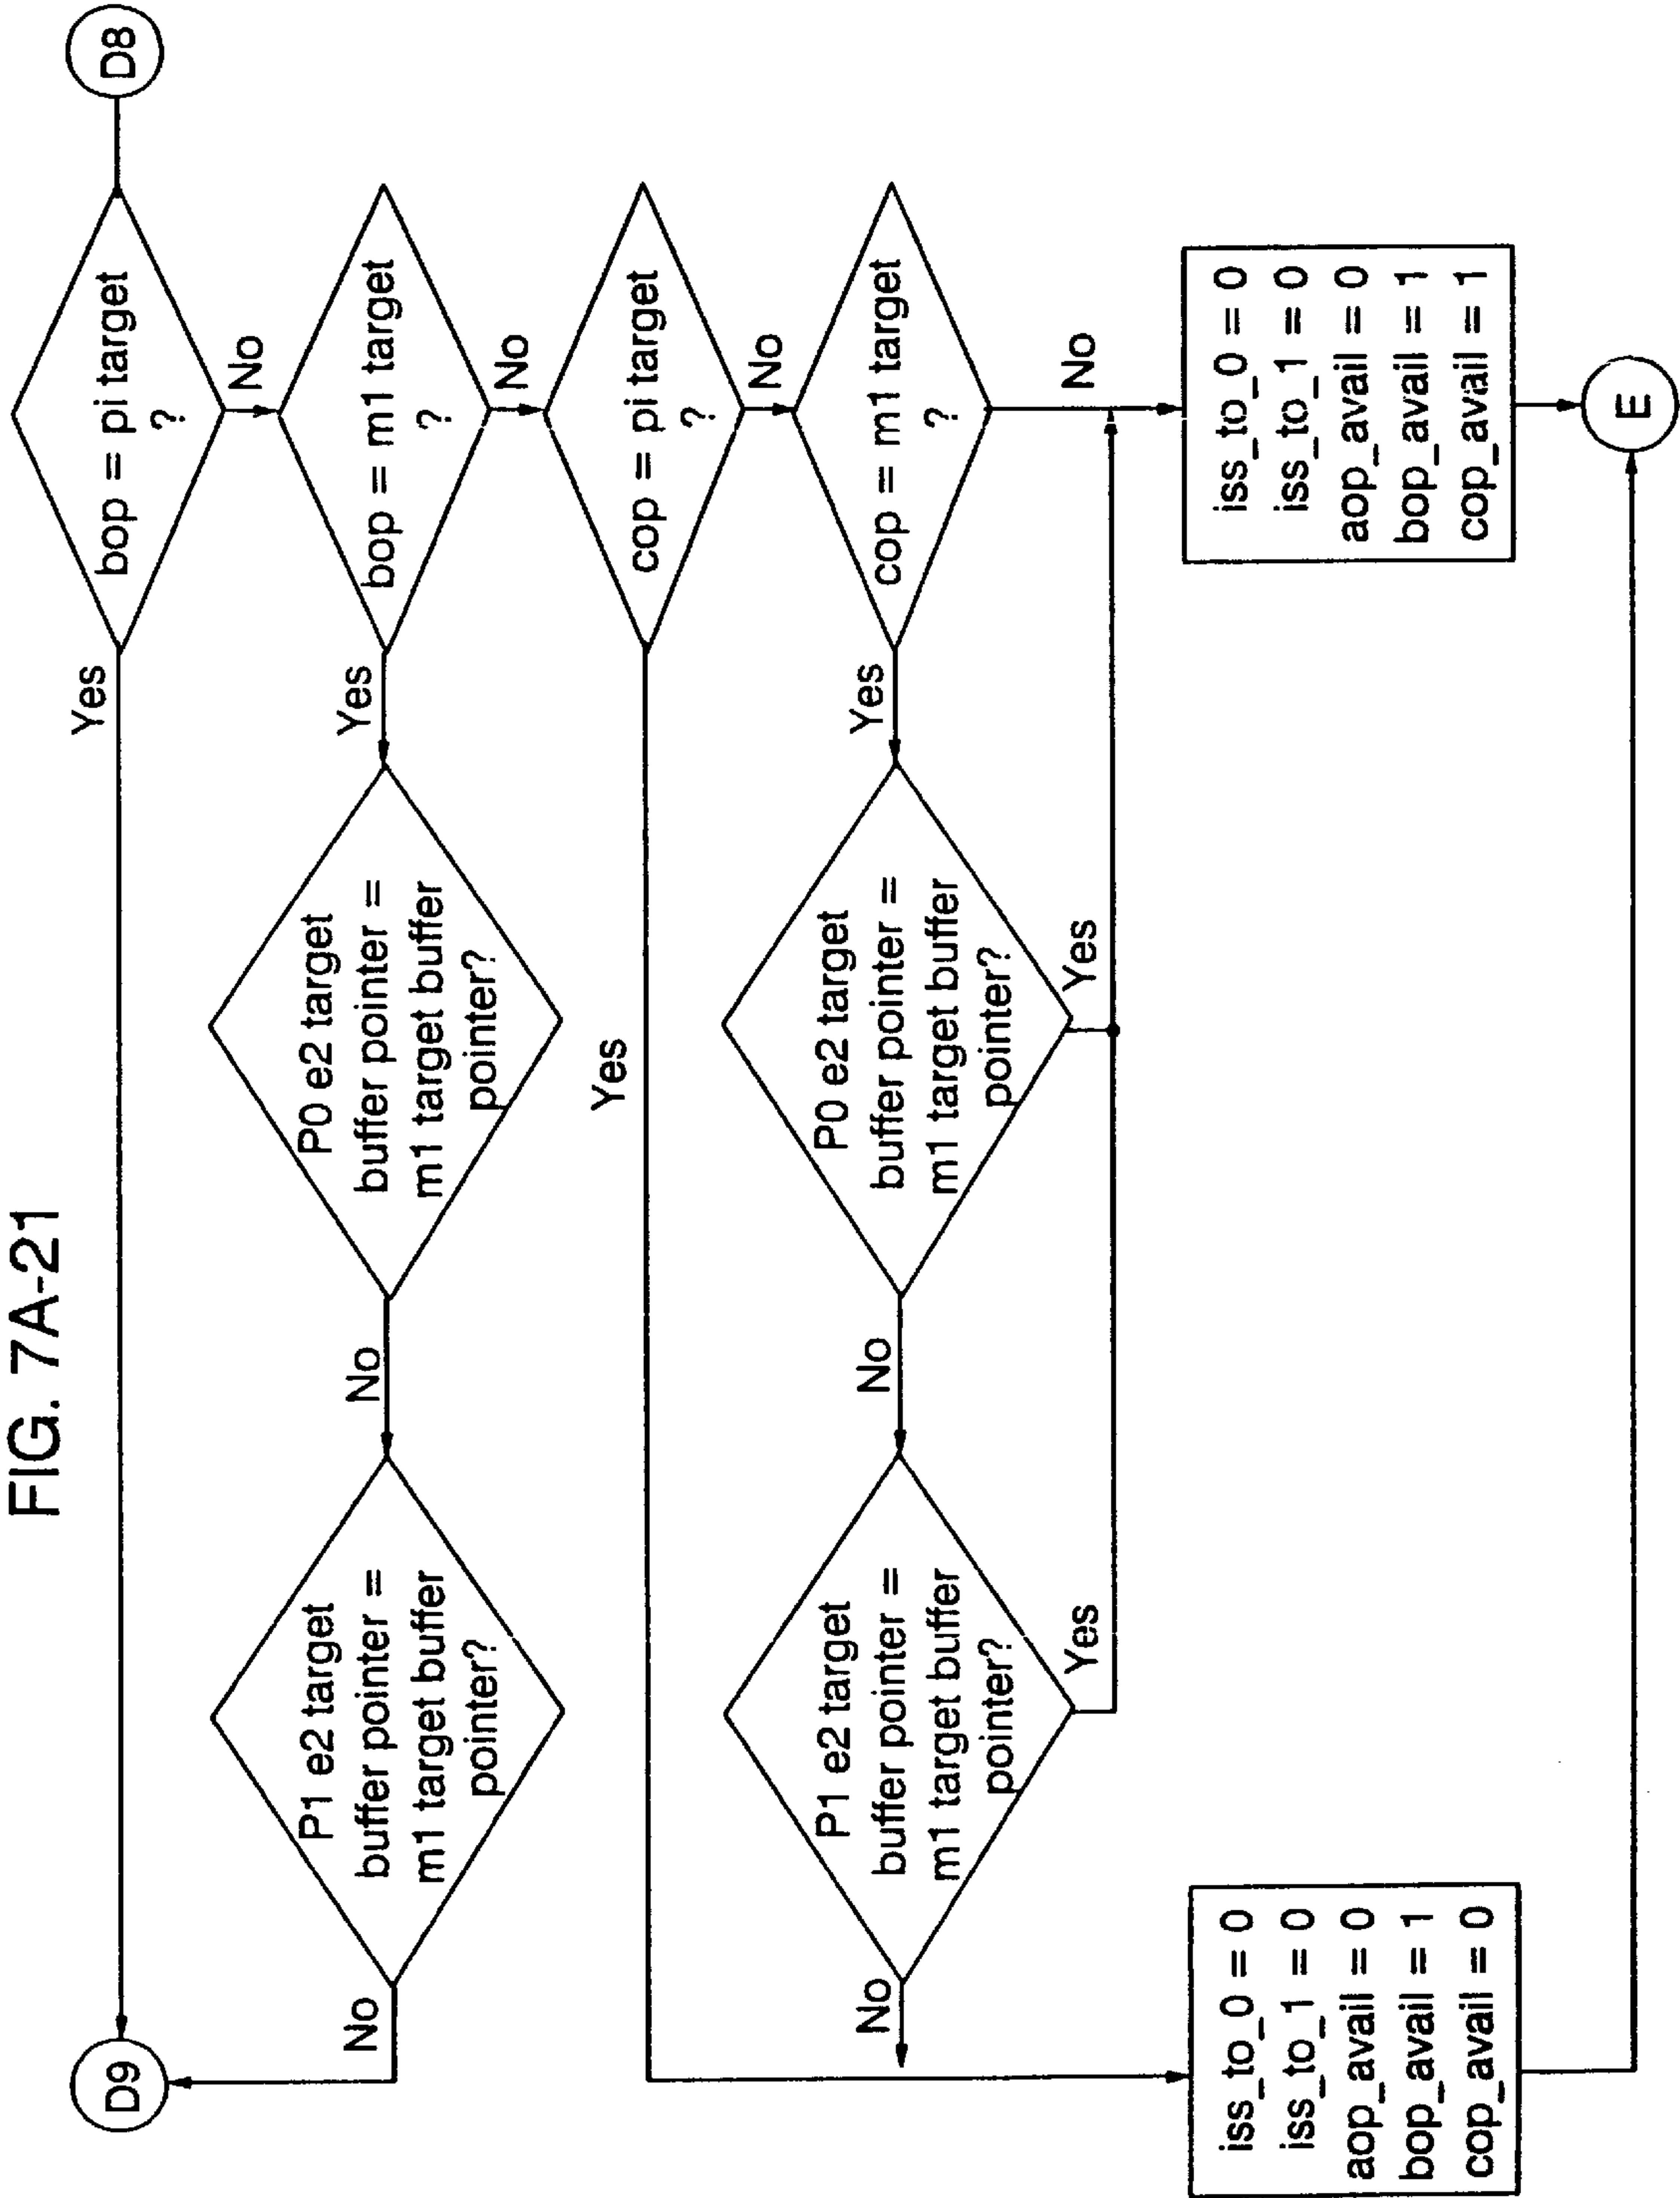 FIG. 7A-21
D8
bop = pi target
?
Yes
No
D9
bop = m1 target
?
Yes
No
P0 e2 target
buffer pointer =
m1 target buffer
pointer?
No
P1 e2 target
buffer pointer =
m1 target buffer
pointer?
No
cop = pi target
?
Yes
No
cop = m1 target
?
Yes
No
P0 e2 target
buffer pointer =
m1 target buffer
pointer?
Yes
No
P1 e2 target
buffer pointer =
m1 target buffer
pointer?
Yes
No
iss_to_0 = 0
iss_to_1 = 0
aop_avail = 0
bop_avail = 1
cop_avail = 0
iss_to_0 = 0
iss_to_1 = 0
aop_avail = 0
bop_avail = 1
cop_avail = 1
E